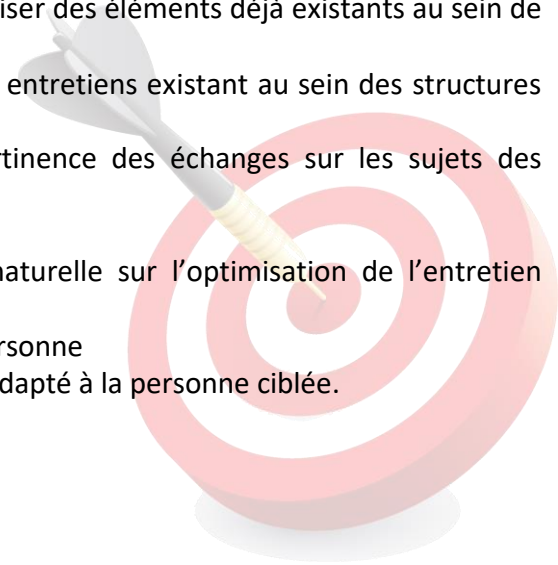 iser des éléments déjà existants au sein de
entretiens existant au sein des structures
rtinence des échanges sur les sujets des
naturelle sur l’optimisation de l’entretien
rsonne
dapté à la personne ciblée.